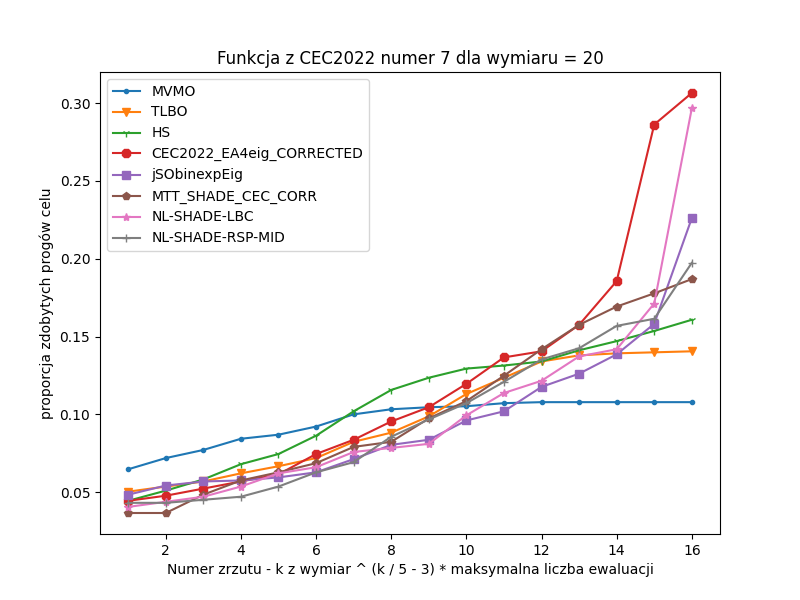 Funkcja z CEC2022 numer 7 dla wymiaru = 20
MVMO
TLBO
HS
CEC2022_EA4eig_CORRECTED
jSObinexpEig
MTT_SHADE_CEC_CORR
NL-SHADE-LBC
NL-SHADE-RSP-MID
proporcja zdobytych progów celu
0.30
0.25
0.20
0.15
0.10
0.05
2 4 6 8 10 12 14 16
Numer zrzutu - k z wymiar ^ (k / 5 - 3) * maksymalna liczba ewaluacji